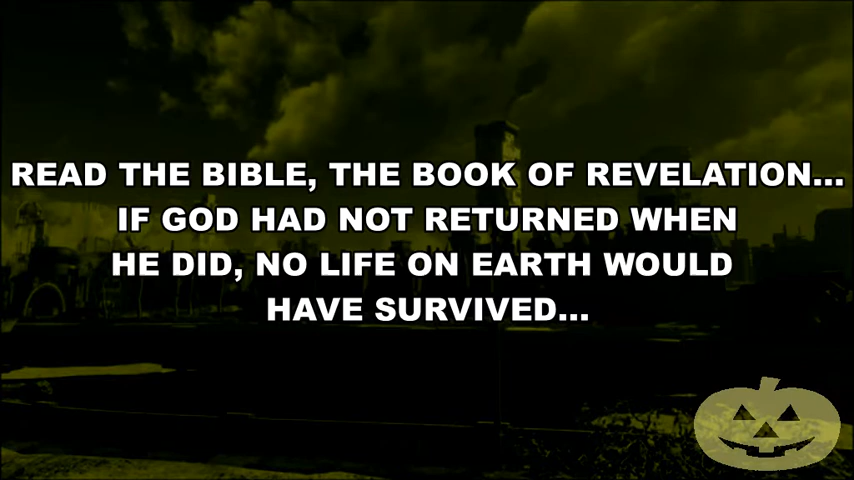 READ THE BIBLE, THE BOOK OF REVELATION...
IF GOD HAD NOT RETURNED WHEN
HE DID, NO LIFE ON EARTH WOULD
HAVE SURVIVED...